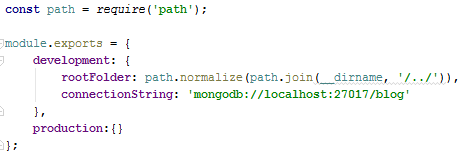 const path = require('path');
module.exports = {
development: {
rootFolder: path.normalize(path.join(__dirname, '/../')),
connectionString: 'mongodb://localhost:27017/blog'
},
production:{}
};